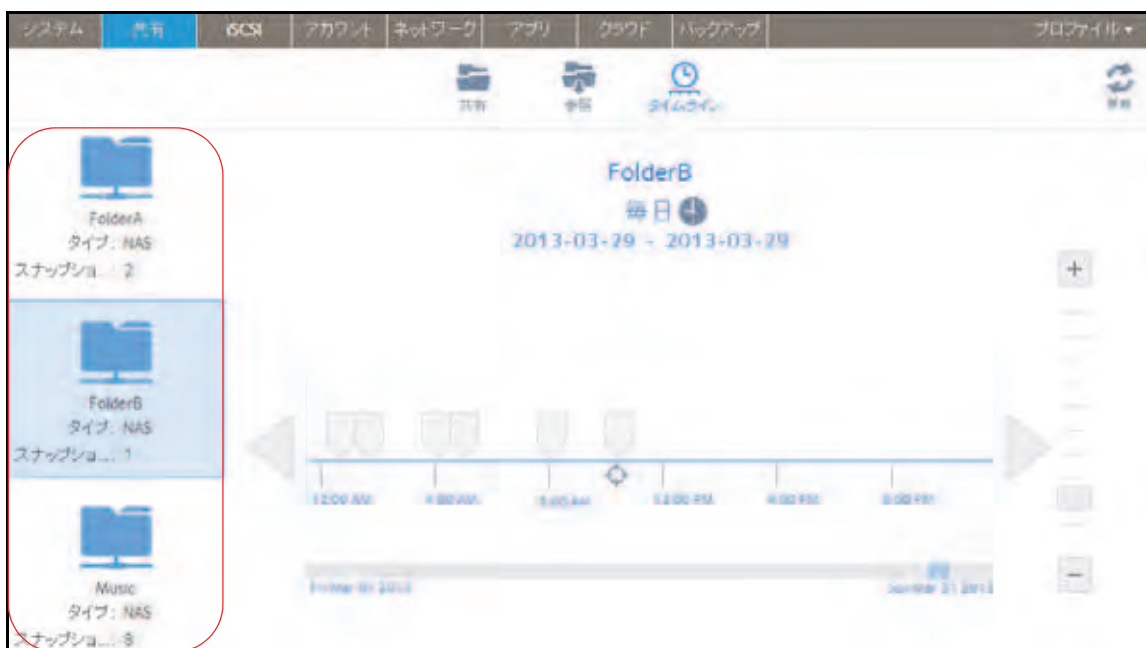 システム 共有 iSCSI アカウント ネットワーク アプリ クラウド バックアップ プロファイル▼
共有 参照 タイムライン
FolderA
タイプ: NAS
スナップショ...: 2
FolderB
タイプ: NAS
スナップショ...: 1
Music
タイプ: NAS
スナップショ...: 8
FolderB
毎日
2013-03-29 - 2013-03-29
+
12:00 AM 4:00 AM 8:00 AM 12:00 PM 4:00 PM 8:00 PM
−